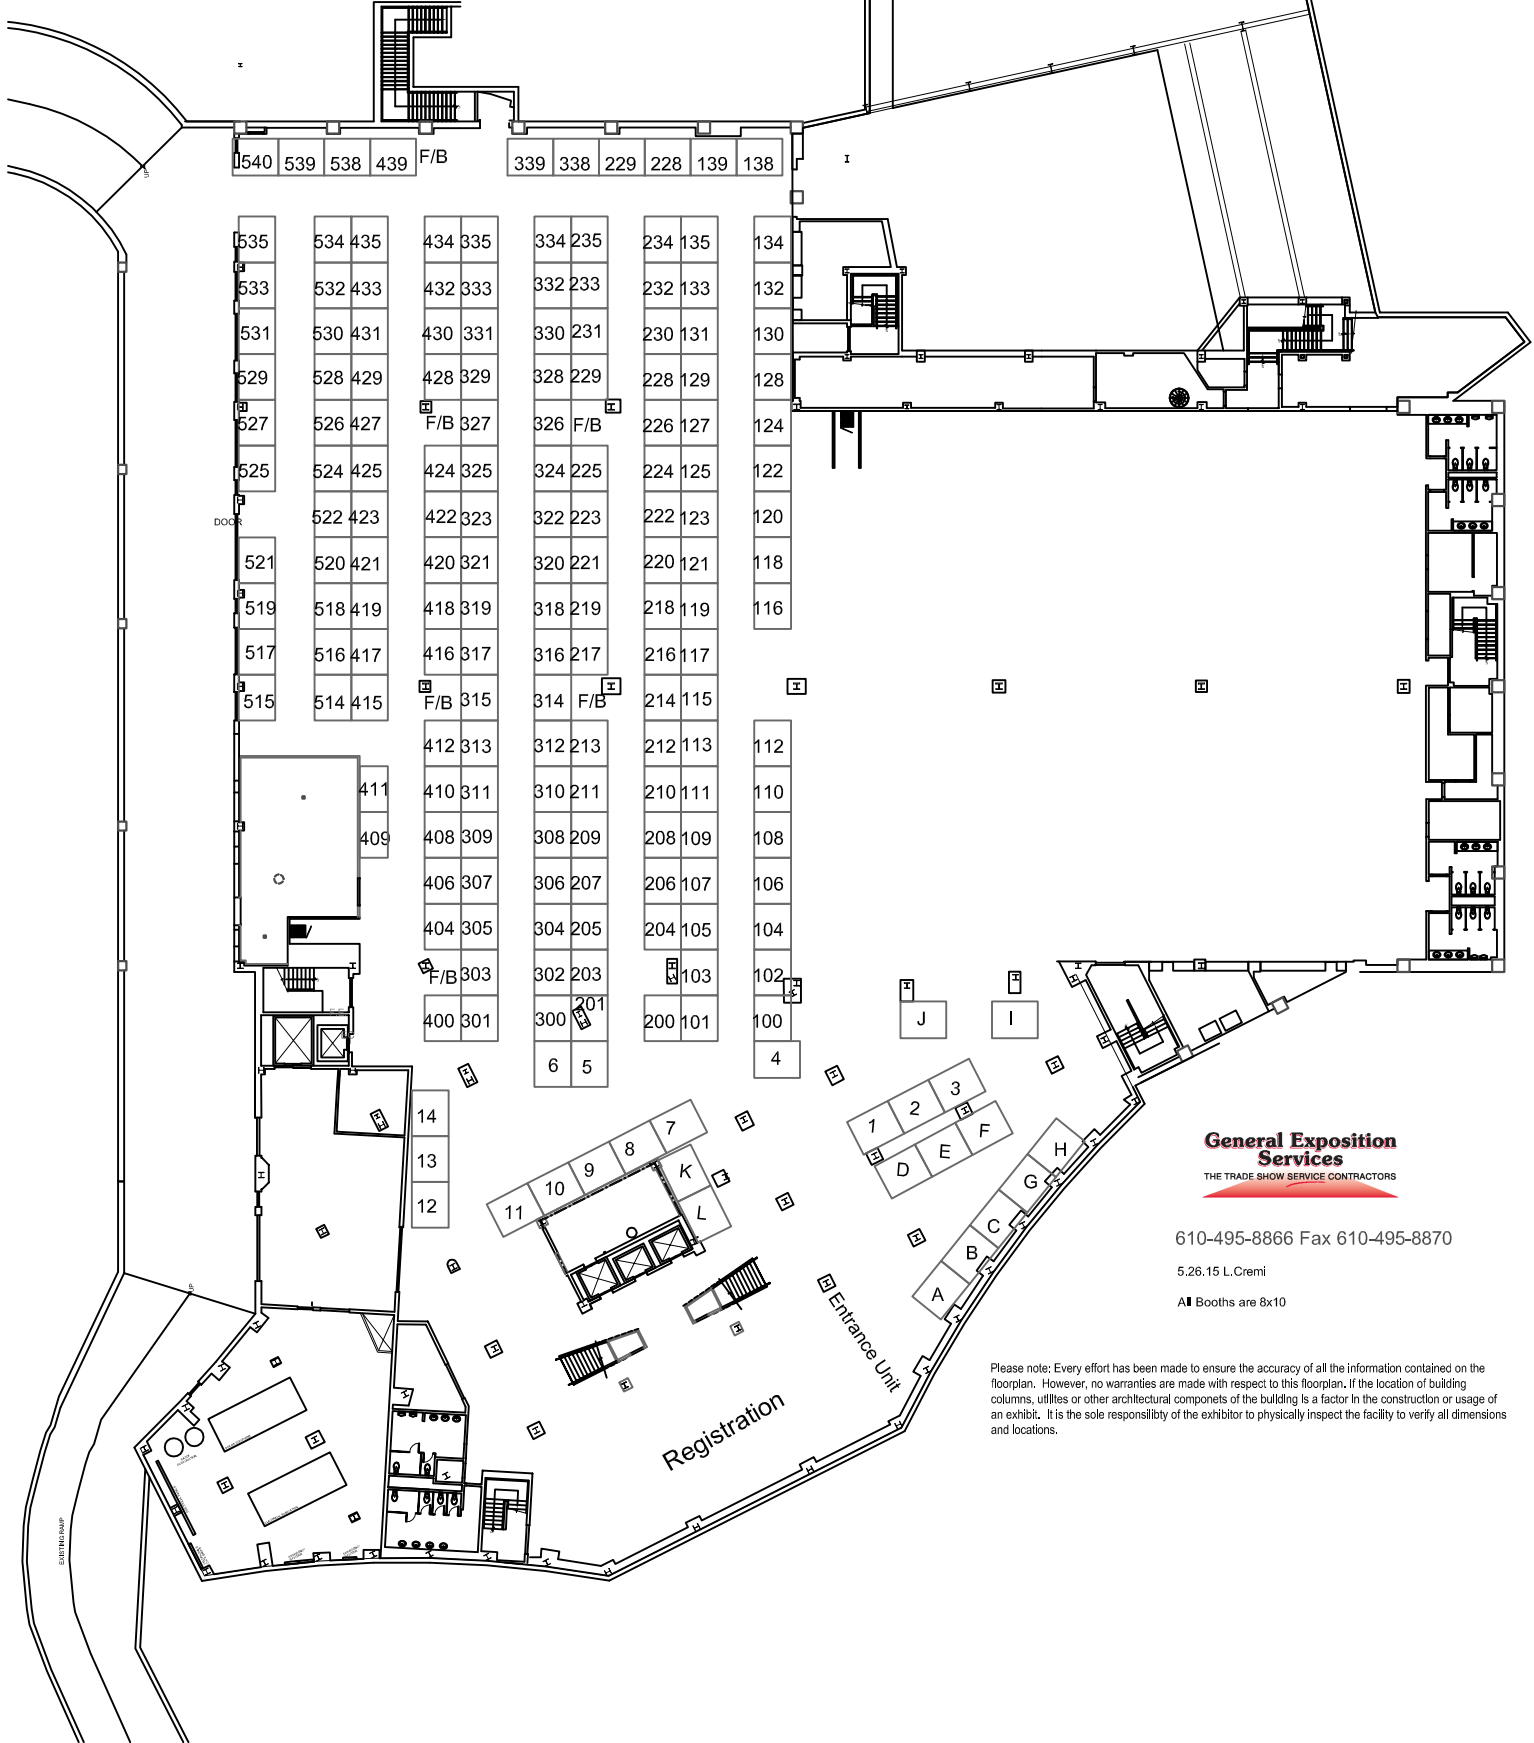 540 539 538 439 F/B 339 338 229 228 139 138
535 534 435 434 335 334 235 234 135 134
533 532 433 432 333 332 233 232 133 132
531 530 431 430 331 330 231 230 131 130
529 528 429 428 329 328 229 228 129 128
527 526 427 F/B 327 326 F/B 226 127 124
525 524 425 424 325 324 225 224 125 122
DOOR 522 423 422 323 322 223 222 123 120
521 520 421 420 321 320 221 220 121 118
519 518 419 418 319 318 219 218 119 116
517 516 417 416 317 316 217 216 117
515 514 415 F/B 315 314 F/B 214 115
412 313 312 213 212 113 112
411 410 311 310 211 210 111 110
409 408 309 308 209 208 109 108
406 307 306 207 206 107 106
404 305 304 205 204 105 104
F/B 303 302 203 103 102
201
400 301 300 200 101 100 J I
6 5 4
14 13 12
11 10 9 8 7 K L
1 2 3
D E F
H G C B A
Entrance Unit
Registration
UP
UP
EXISTING RAMP
General Exposition
Services
THE TRADE SHOW SERVICE CONTRACTORS
610-495-8866 Fax 610-495-8870
5.26.15 L.Cremi
All Booths are 8x10
Please note: Every effort has been made to ensure the accuracy of all the information contained on the
floorplan. However, no warranties are made with respect to this floorplan. If the location of building
columns, utilites or other architectural componets of the building is a factor in the construction or usage of
an exhibit. It is the sole responsilibty of the exhibitor to physically inspect the facility to verify all dimensions
and locations.